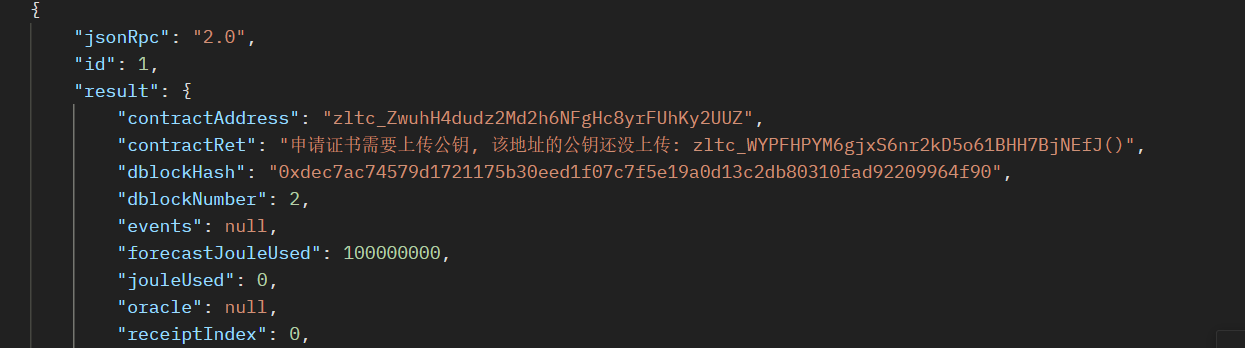 {
"jsonRpc": "2.0",
"id": 1,
"result": {
"contractAddress": "zltc_ZwuhH4dudz2Md2h6NFgHc8yrFUhKy2UUZ",
"contractRet": "申请证书需要上传公钥, 该地址的公钥还没上传: zltc_WYPFHPYM6gjxS6nr2kD5o61BHH7BjNEfJ()",
"dblockHash": "0xdec7ac74579d1721175b30eed1f07c7f5e19a0d13c2db80310fad92209964f90",
"dblockNumber": 2,
"events": null,
"forecastJouleUsed": 100000000,
"jouleUsed": 0,
"oracle": null,
"receiptIndex": 0,